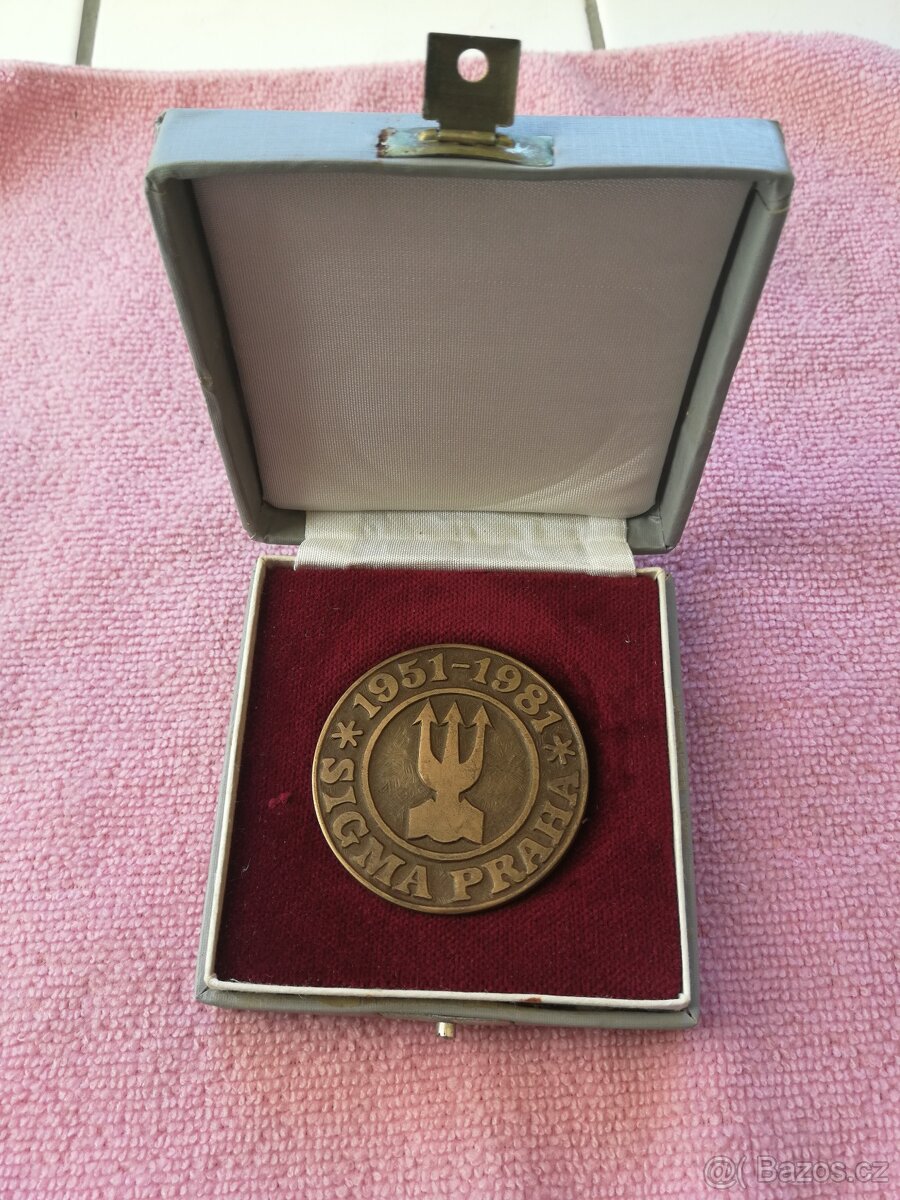 * 1951-1981 *
SIGMA PRAHA
@( Bazos.cz